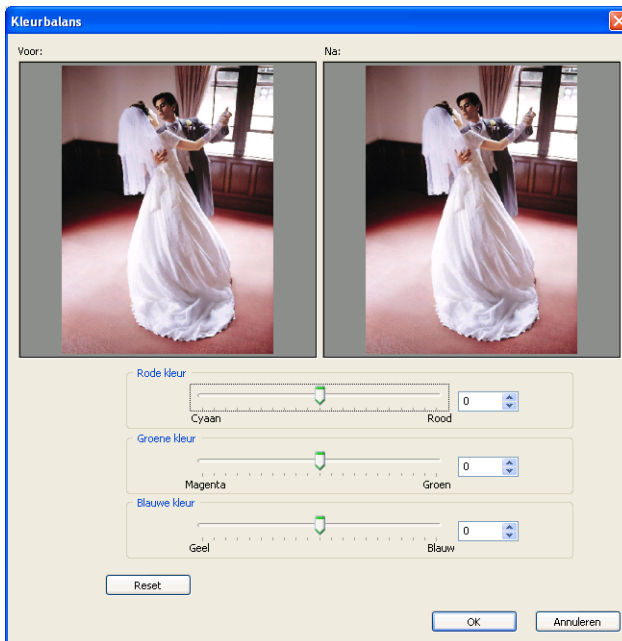 Kleurbalans
Voor: Na:
Rode kleur
0
Cyaan Rood
Groene kleur
0
Magenta Groen
Blauwe kleur
0
Geel Blauw
Reset
OK Annuleren